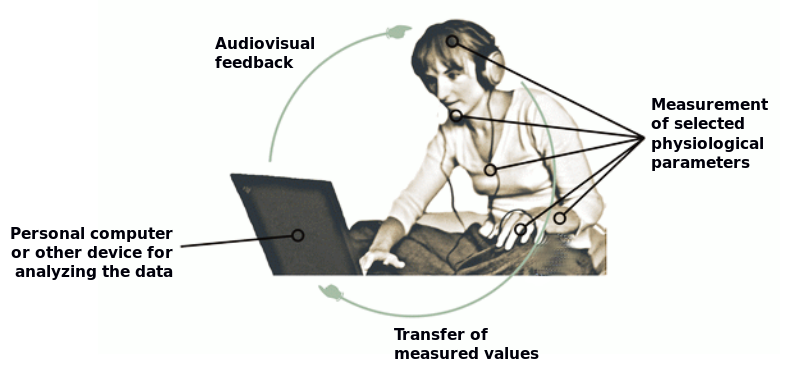 Audiovisual
feedback
Measurement
of selected
physiological
parameters
Personal computer
or other device for
analyzing the data
Transfer of
measured values